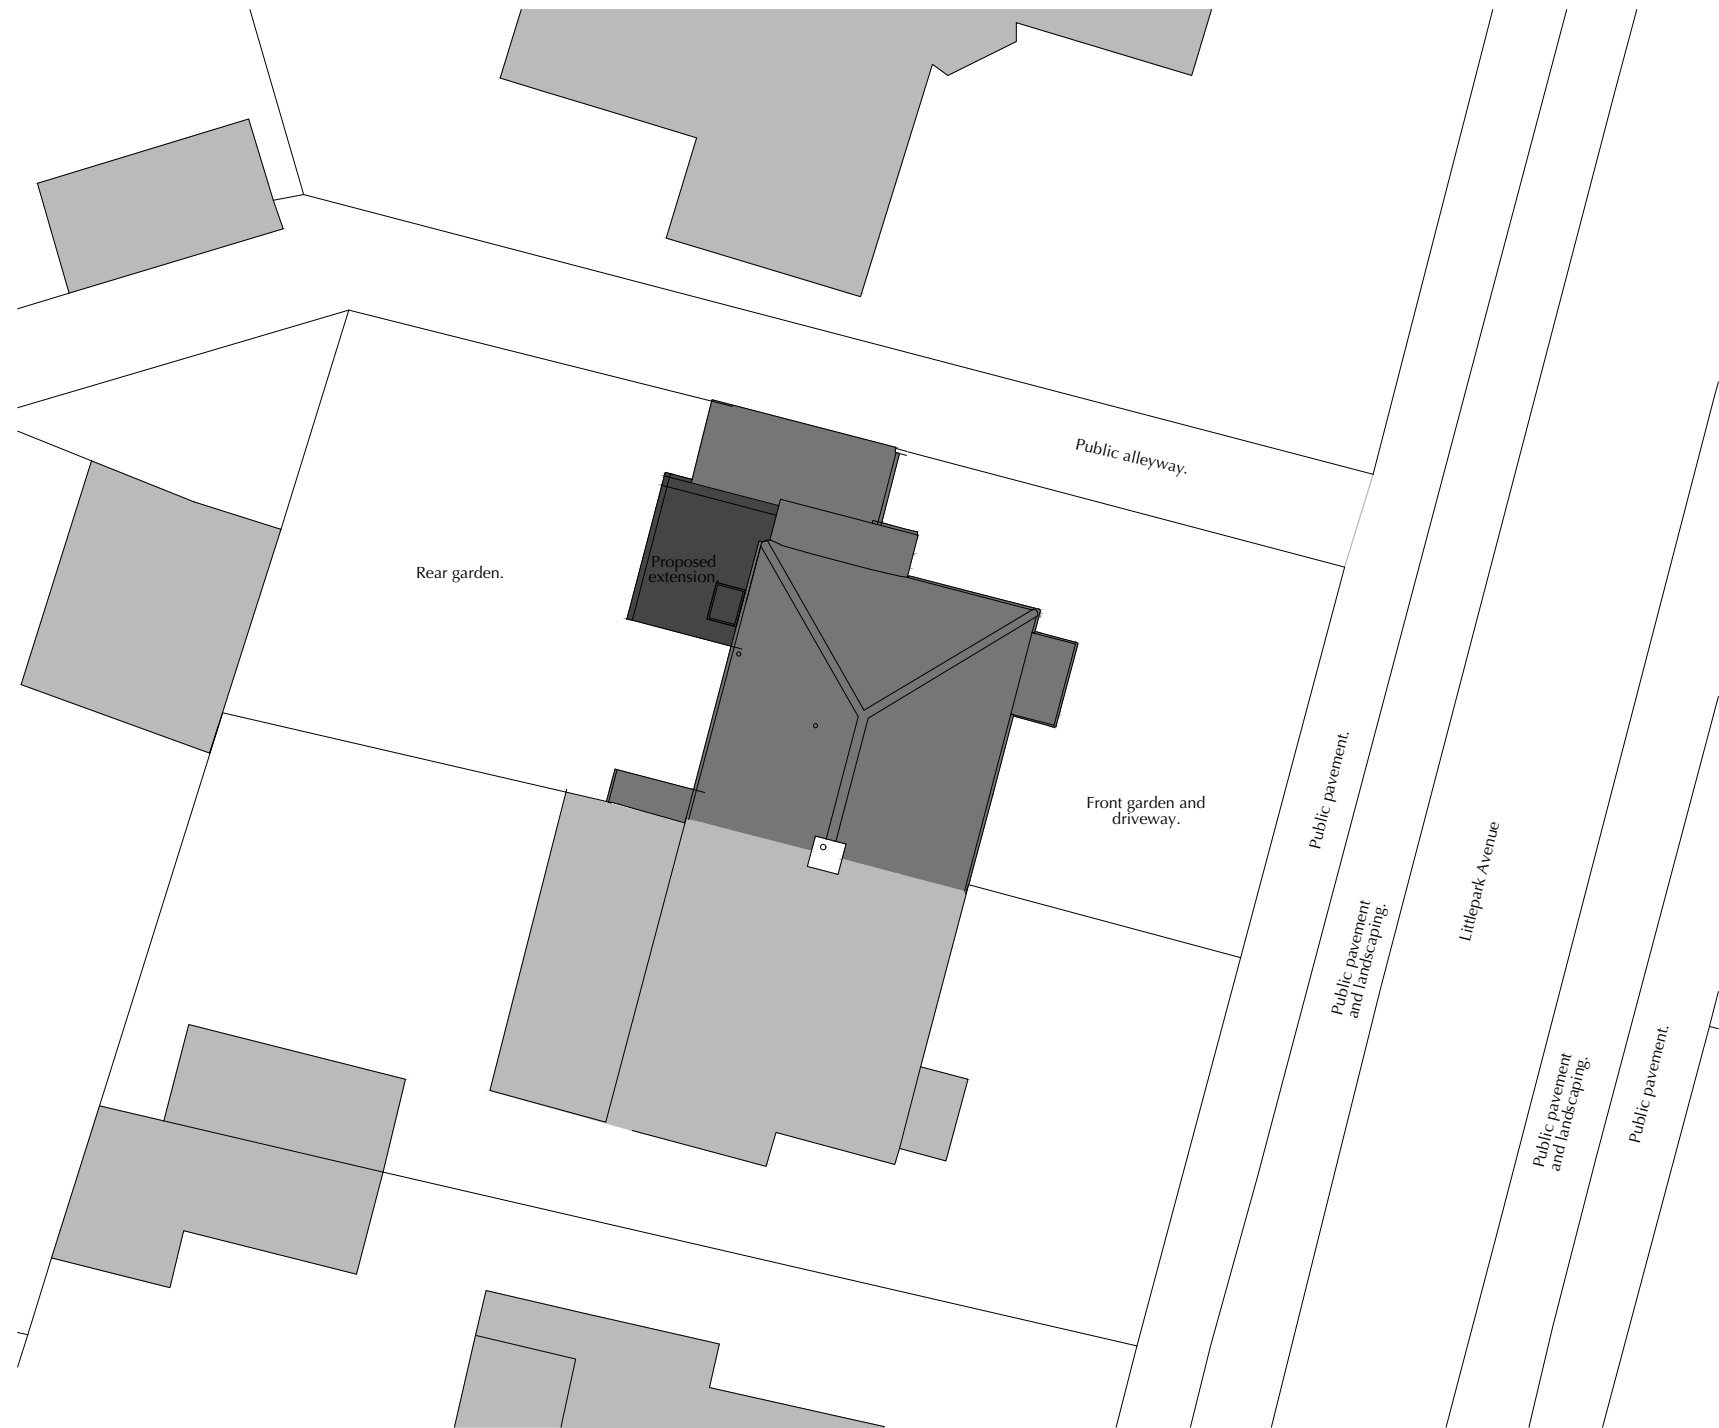 Public alleyway.
Proposed
extension
Rear garden.
Front garden and
driveway.
Public pavement.
Public pavement
and landscaping.
Littlepark Avenue
Public pavement
and landscaping.
Public pavement.